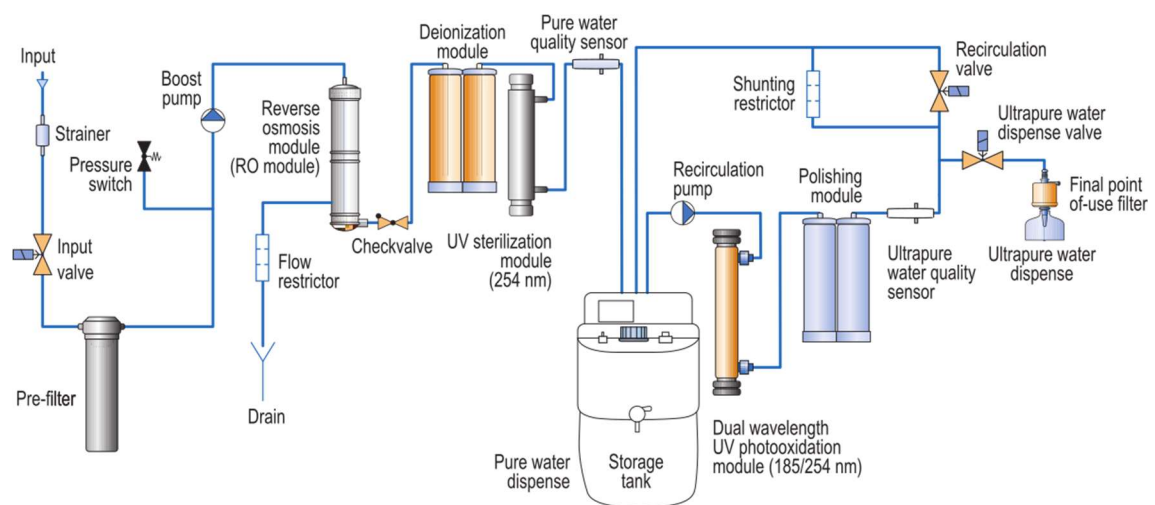 Input
Strainer
Pressure
switch
Input
valve
Pre-filter
Boost
pump
Reverse
osmosis
module
(RO module)
Flow
restrictor
Drain
Checkvalve
Deionization
module
UV sterilization
module
(254 nm)
Pure water
quality sensor
Pure water
dispense
Storage
tank
Recirculation
pump
Dual wavelength
UV photooxidation
module (185/254 nm)
Polishing
module
Ultrapure
water quality
sensor
Shunting
restrictor
Recirculation
valve
Ultrapure water
dispense valve
Final point
of-use filter
Ultrapure water
dispense